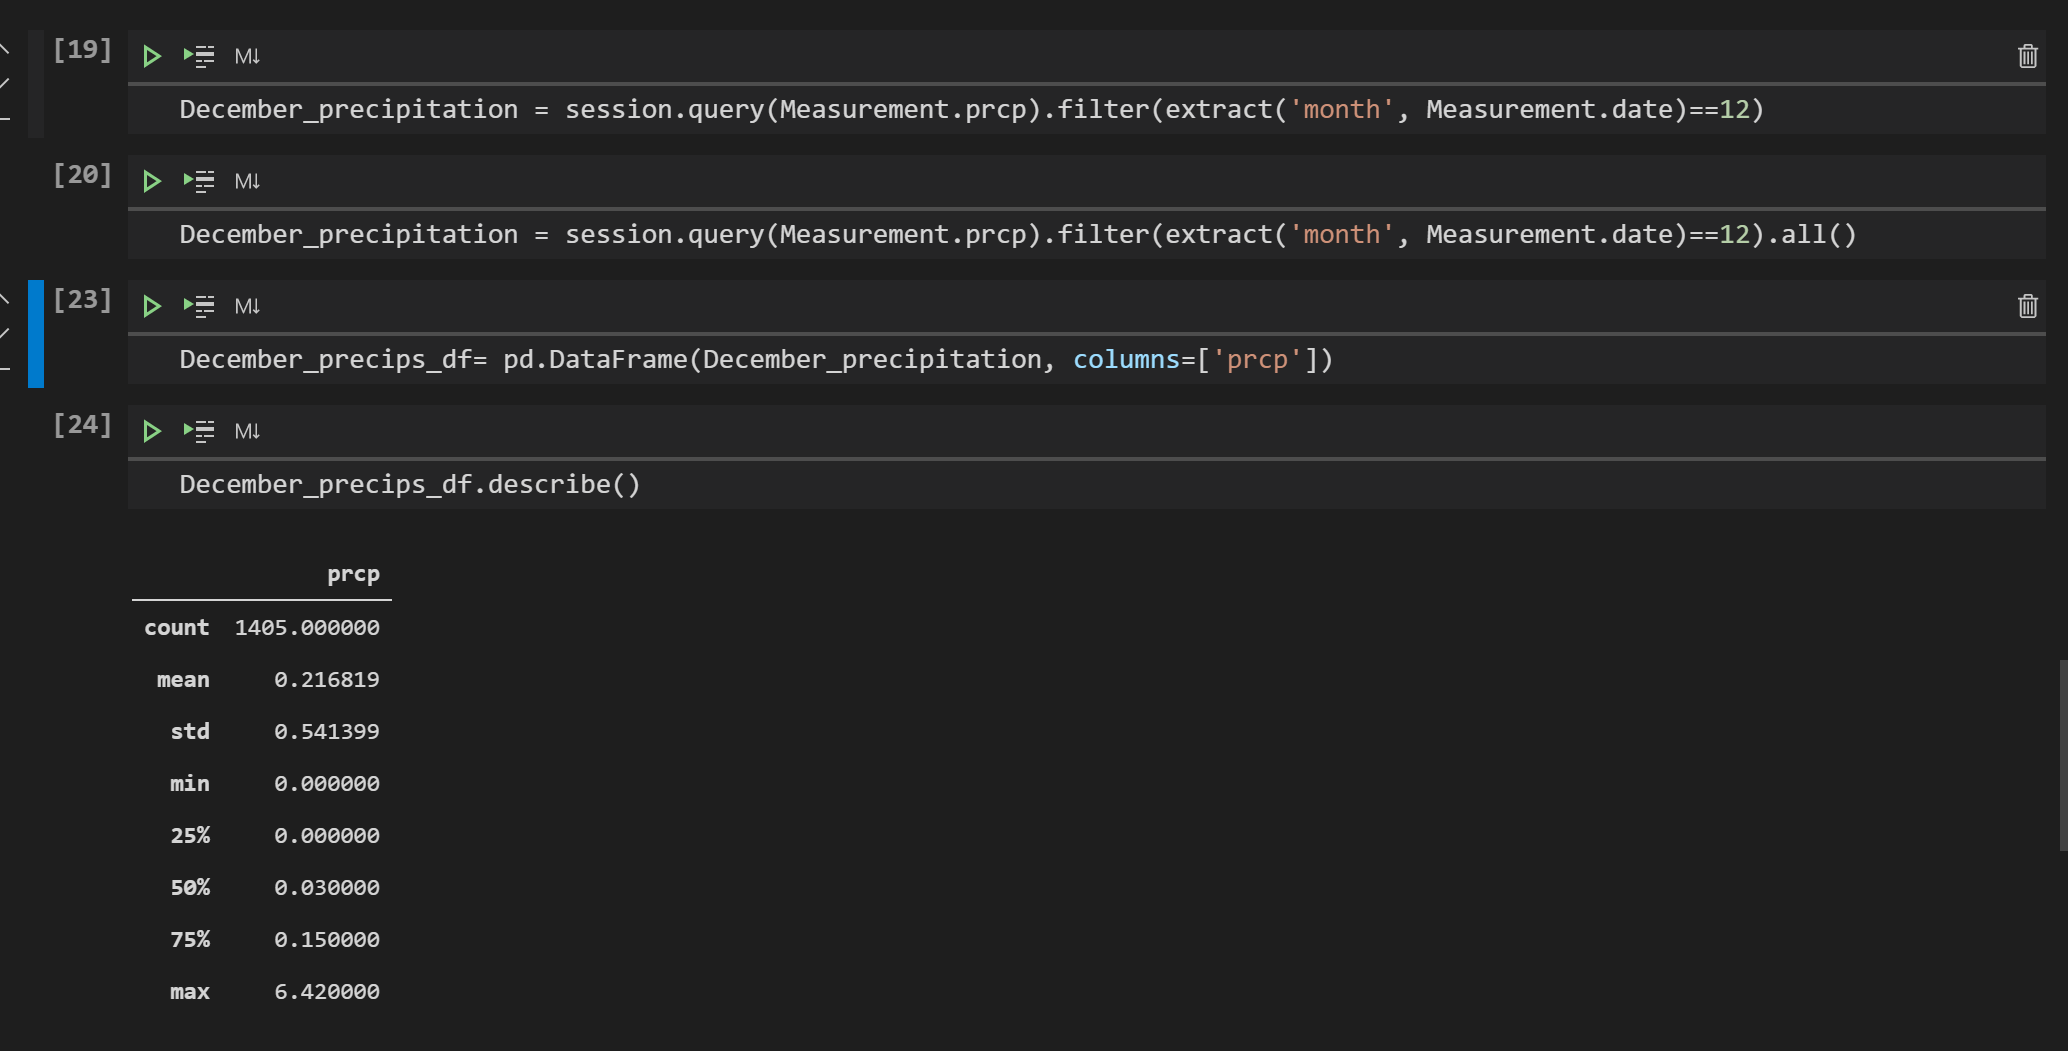 [19]
M↓
December_precipitation = session.query(Measurement.prcp).filter(extract('month', Measurement.date)==12)
[20]
M↓
December_precipitation = session.query(Measurement.prcp).filter(extract('month', Measurement.date)==12).all()
[23]
M↓
December_precips_df= pd.DataFrame(December_precipitation, columns=['prcp'])
[24]
M↓
December_precips_df.describe()
prcp
count 1405.000000
mean 0.216819
std 0.541399
min 0.000000
25% 0.000000
50% 0.030000
75% 0.150000
max 6.420000